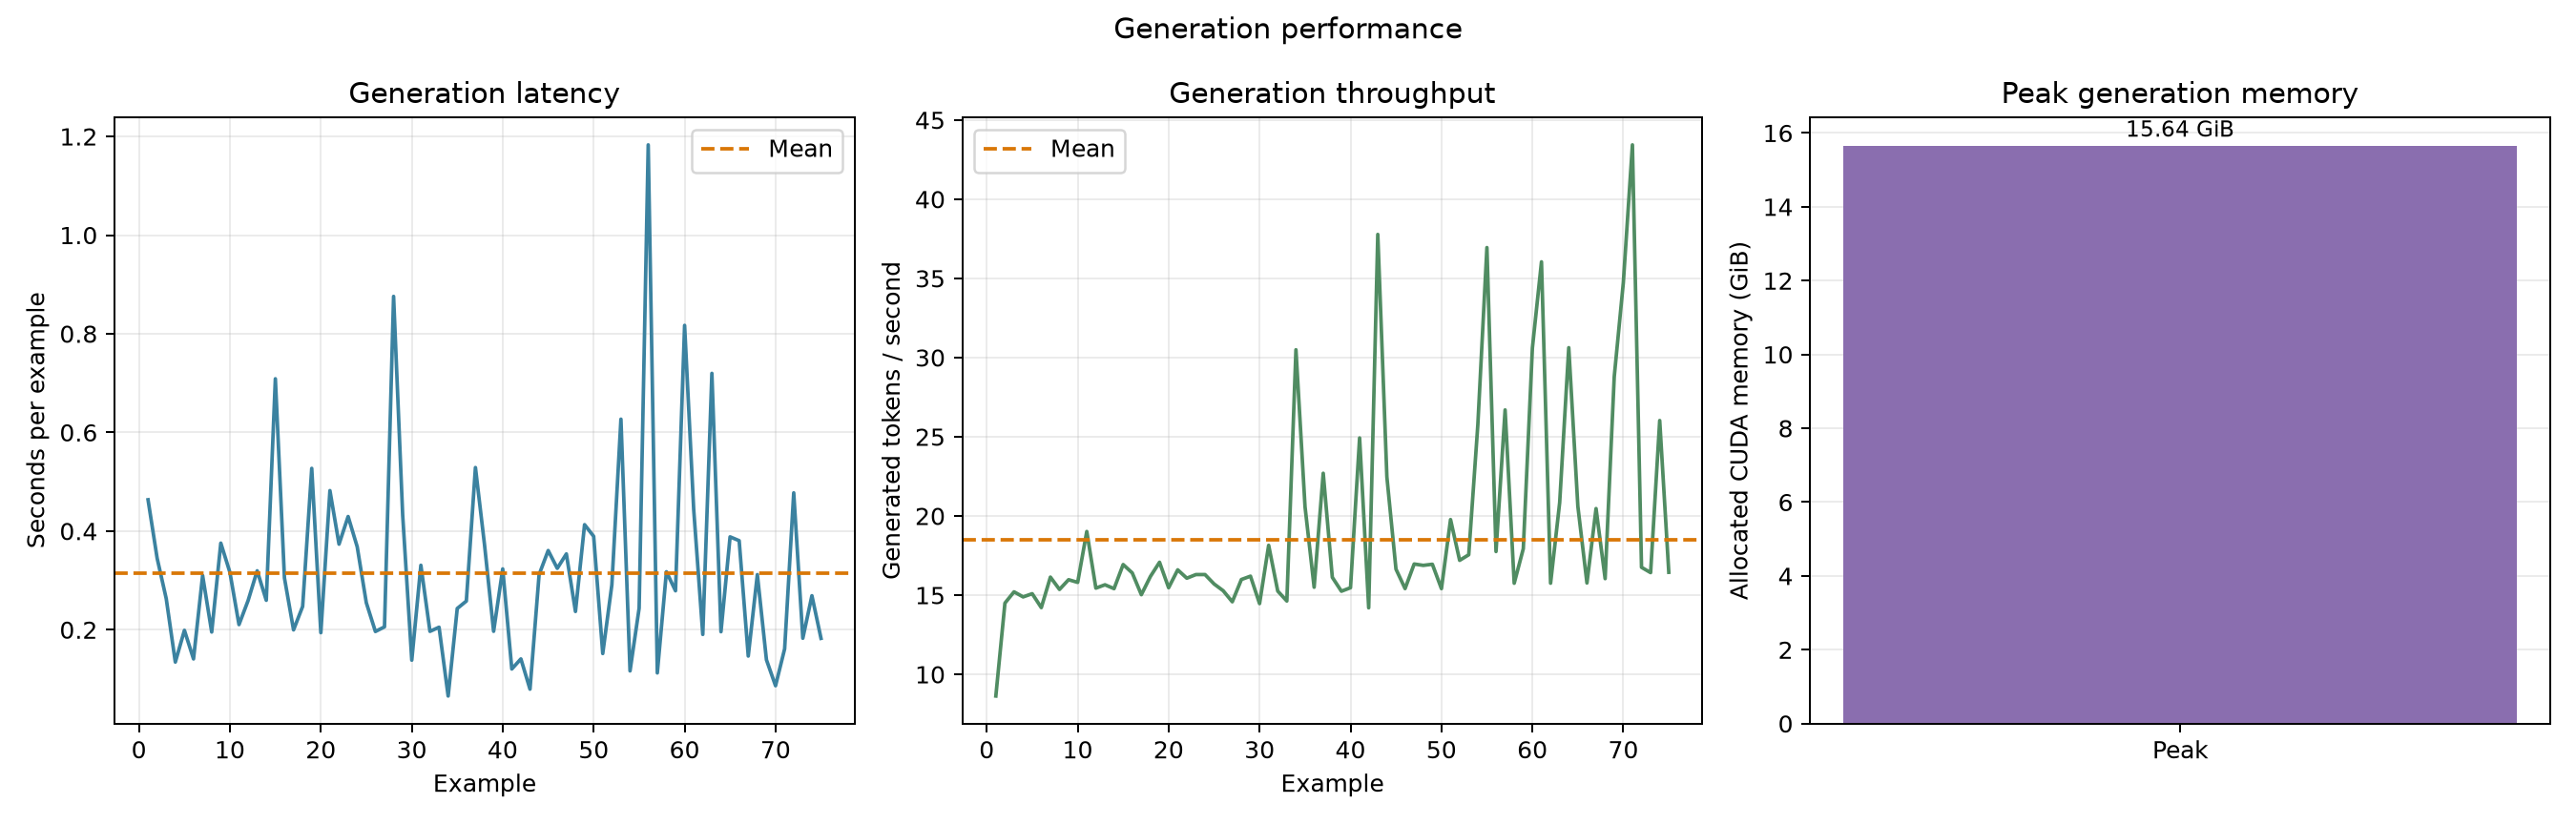 Generation performance
Generation latency
Seconds per example
1.2
1.0
0.8
0.6
0.4
0.2
Mean
0 10 20 30 40 50 60 70
Example
Generation throughput
Generated tokens / second
45
40
35
30
25
20
15
10
Mean
0 10 20 30 40 50 60 70
Example
Peak generation memory
Allocated CUDA memory (GiB)
16
14
12
10
8
6
4
2
0
15.64 GiB
Peak